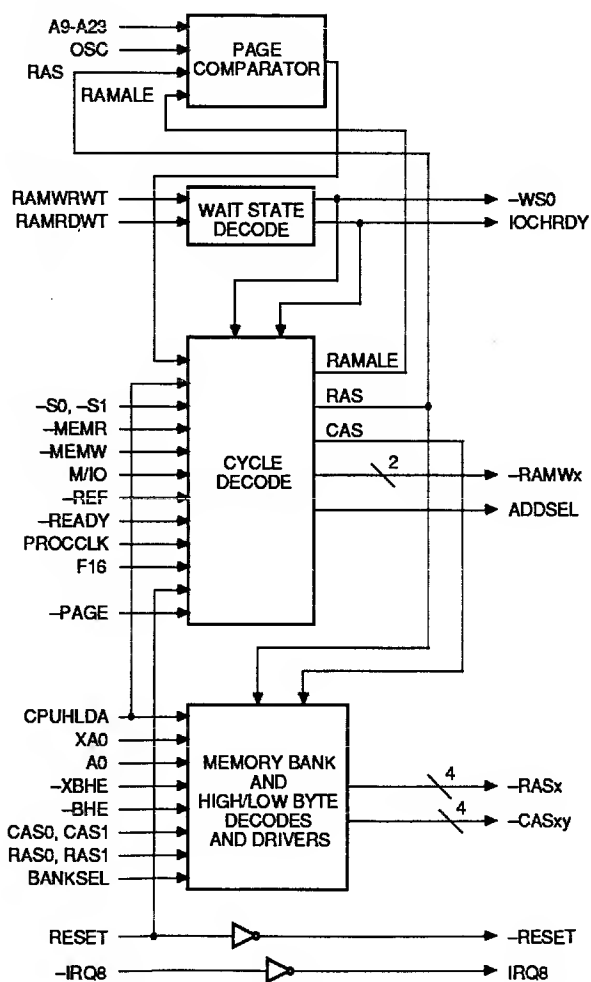 A9-A23
OSC
RAS
RAMALE
PAGE
COMPARATOR
RAMWRWT
RAMRDWT
WAIT STATE
DECODE
–WS0
IOCHRDY
–S0, –S1
–MEMR
–MEMW
M/IO
–REF
–READY
PROCCLK
F16
–PAGE
CYCLE
DECODE
RAMALE
RAS
CAS
2
–RAMWx
ADDSEL
CPUHLDA
XA0
A0
–XBHE
–BHE
CAS0, CAS1
RAS0, RAS1
BANKSEL
MEMORY BANK
AND
HIGH/LOW BYTE
DECODES
AND DRIVERS
4
–RASx
4
–CASxy
RESET
–RESET
–IRQ8
IRQ8